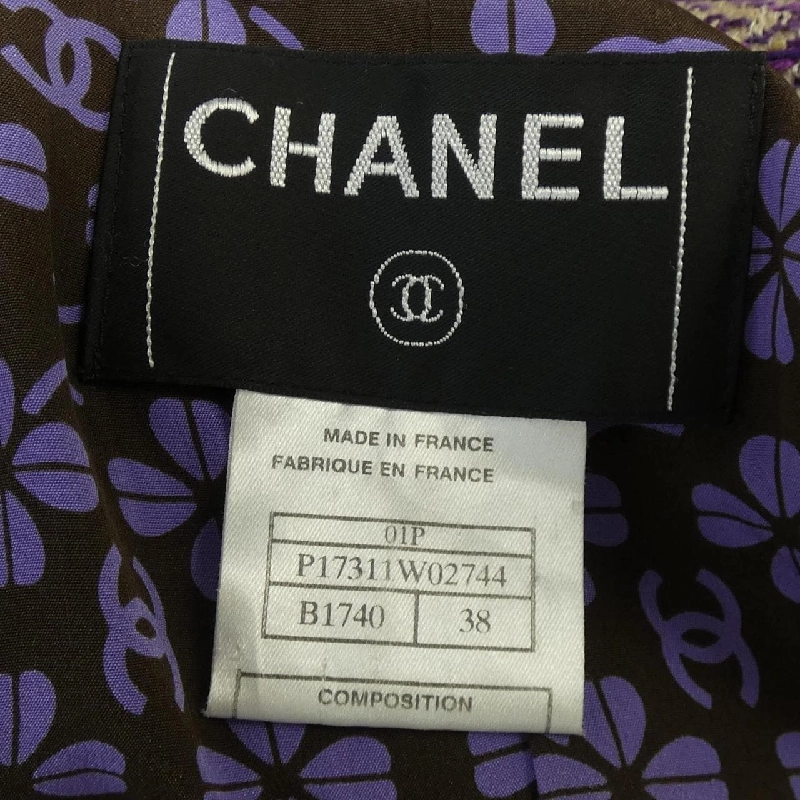 CHANEL
MADE IN FRANCE
FABRIQUE EN FRANCE
01P
P17311W02744
B1740 38
COMPOSITION